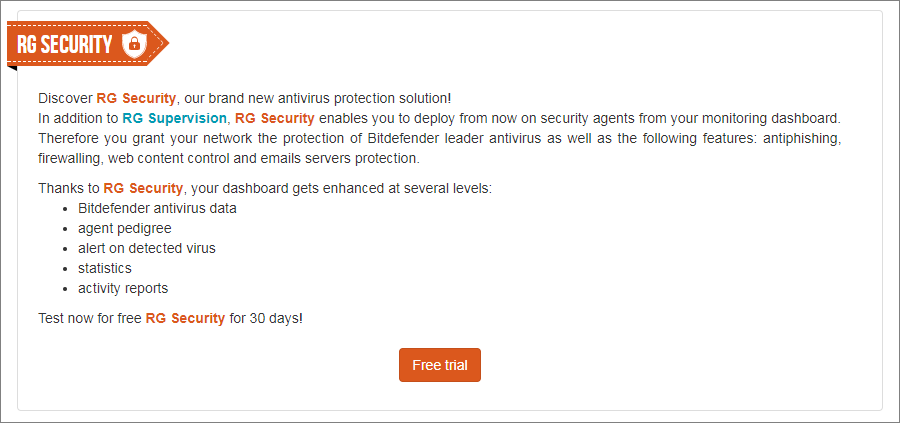 RG SECURITY
Discover RG Security, our brand new antivirus protection solution!
In addition to RG Supervision, RG Security enables you to deploy from now on security agents from your monitoring dashboard.
Therefore you grant your network the protection of Bitdefender leader antivirus as well as the following features: antiphishing,
firewalling, web content control and emails servers protection.
Thanks to RG Security, your dashboard gets enhanced at several levels:
• Bitdefender antivirus data
• agent pedigree
• alert on detected virus
• statistics
• activity reports
Test now for free RG Security for 30 days!
Free trial